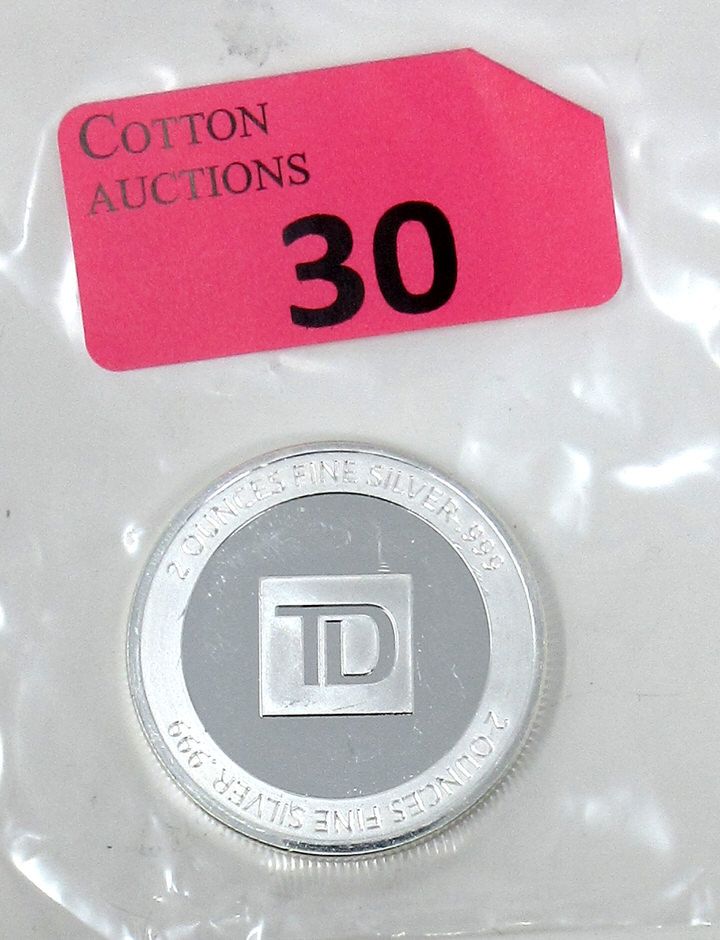 COTTON
AUCTIONS
30
2 OUNCES FINE SILVER .999
TD
2 OUNCES FINE SILVER .999